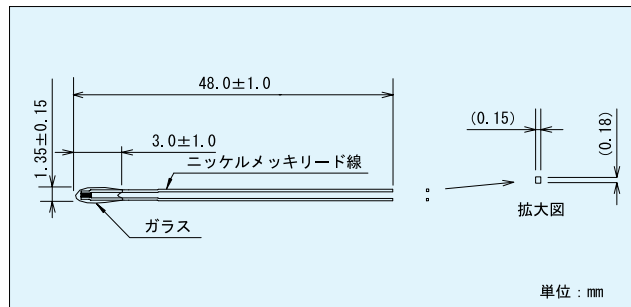 48.0±1.0
1.35±0.15
3.0±1.0
ニッケルメッキリード線
ガラス
(0.15)
(0.18)
拡大図
単位：mm